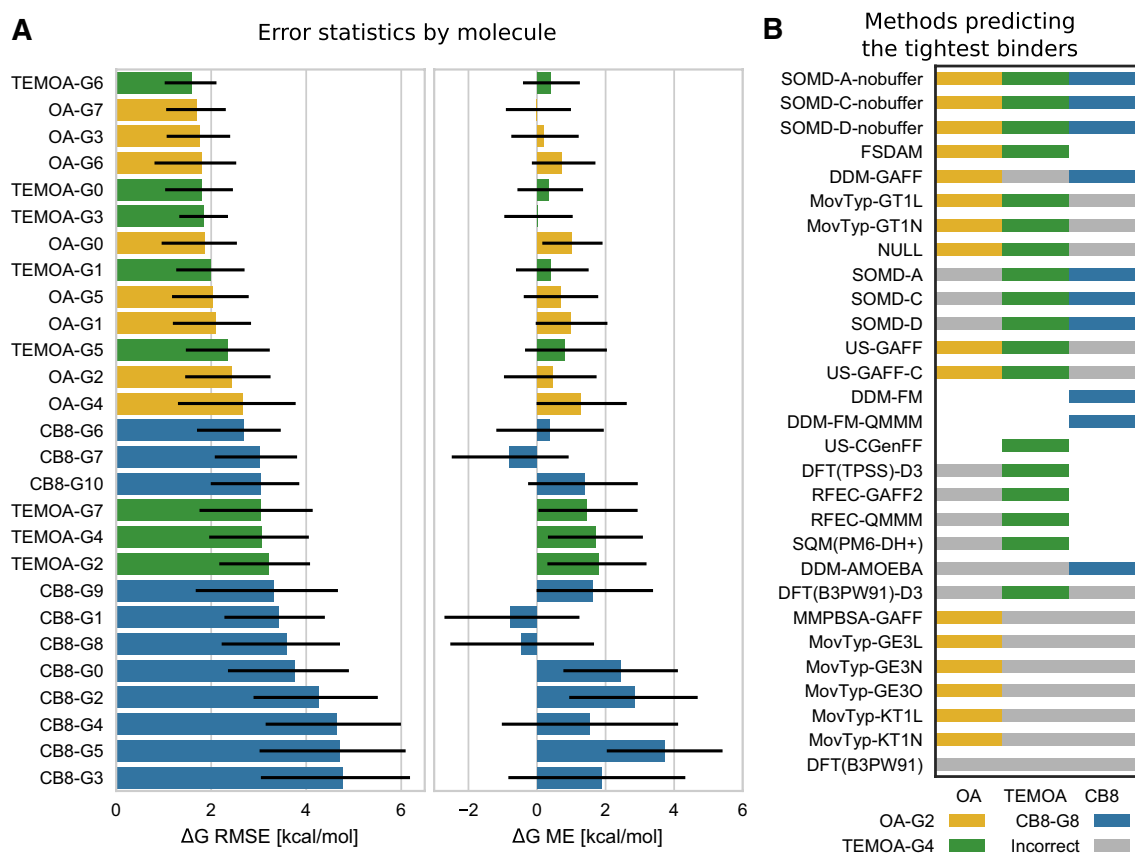 A
Error statistics by molecule
TEMOA-G6
OA-G7
OA-G3
OA-G6
TEMOA-G0
TEMOA-G3
OA-G0
TEMOA-G1
OA-G5
OA-G1
TEMOA-G5
OA-G2
OA-G4
CB8-G6
CB8-G7
CB8-G10
TEMOA-G7
TEMOA-G4
TEMOA-G2
CB8-G9
CB8-G1
CB8-G8
CB8-G0
CB8-G2
CB8-G4
CB8-G5
CB8-G3
0 2 4 6
ΔG RMSE [kcal/mol]
−2 0 2 4 6
ΔG ME [kcal/mol]
B
Methods predicting
the tightest binders
SOMD-A-nobuffer
SOMD-C-nobuffer
SOMD-D-nobuffer
FSDAM
DDM-GAFF
MovTyp-GT1L
MovTyp-GT1N
NULL
SOMD-A
SOMD-C
SOMD-D
US-GAFF
US-GAFF-C
DDM-FM
DDM-FM-QMMM
US-CGenFF
DFT(TPSS)-D3
RFEC-GAFF2
RFEC-QMMM
SQM(PM6-DH+)
DDM-AMOEBA
DFT(B3PW91)-D3
MMPBSA-GAFF
MovTyp-GE3L
MovTyp-GE3N
MovTyp-GE3O
MovTyp-KT1L
MovTyp-KT1N
DFT(B3PW91)
OA TEMOA CB8
OA-G2 CB8-G8
TEMOA-G4 Incorrect